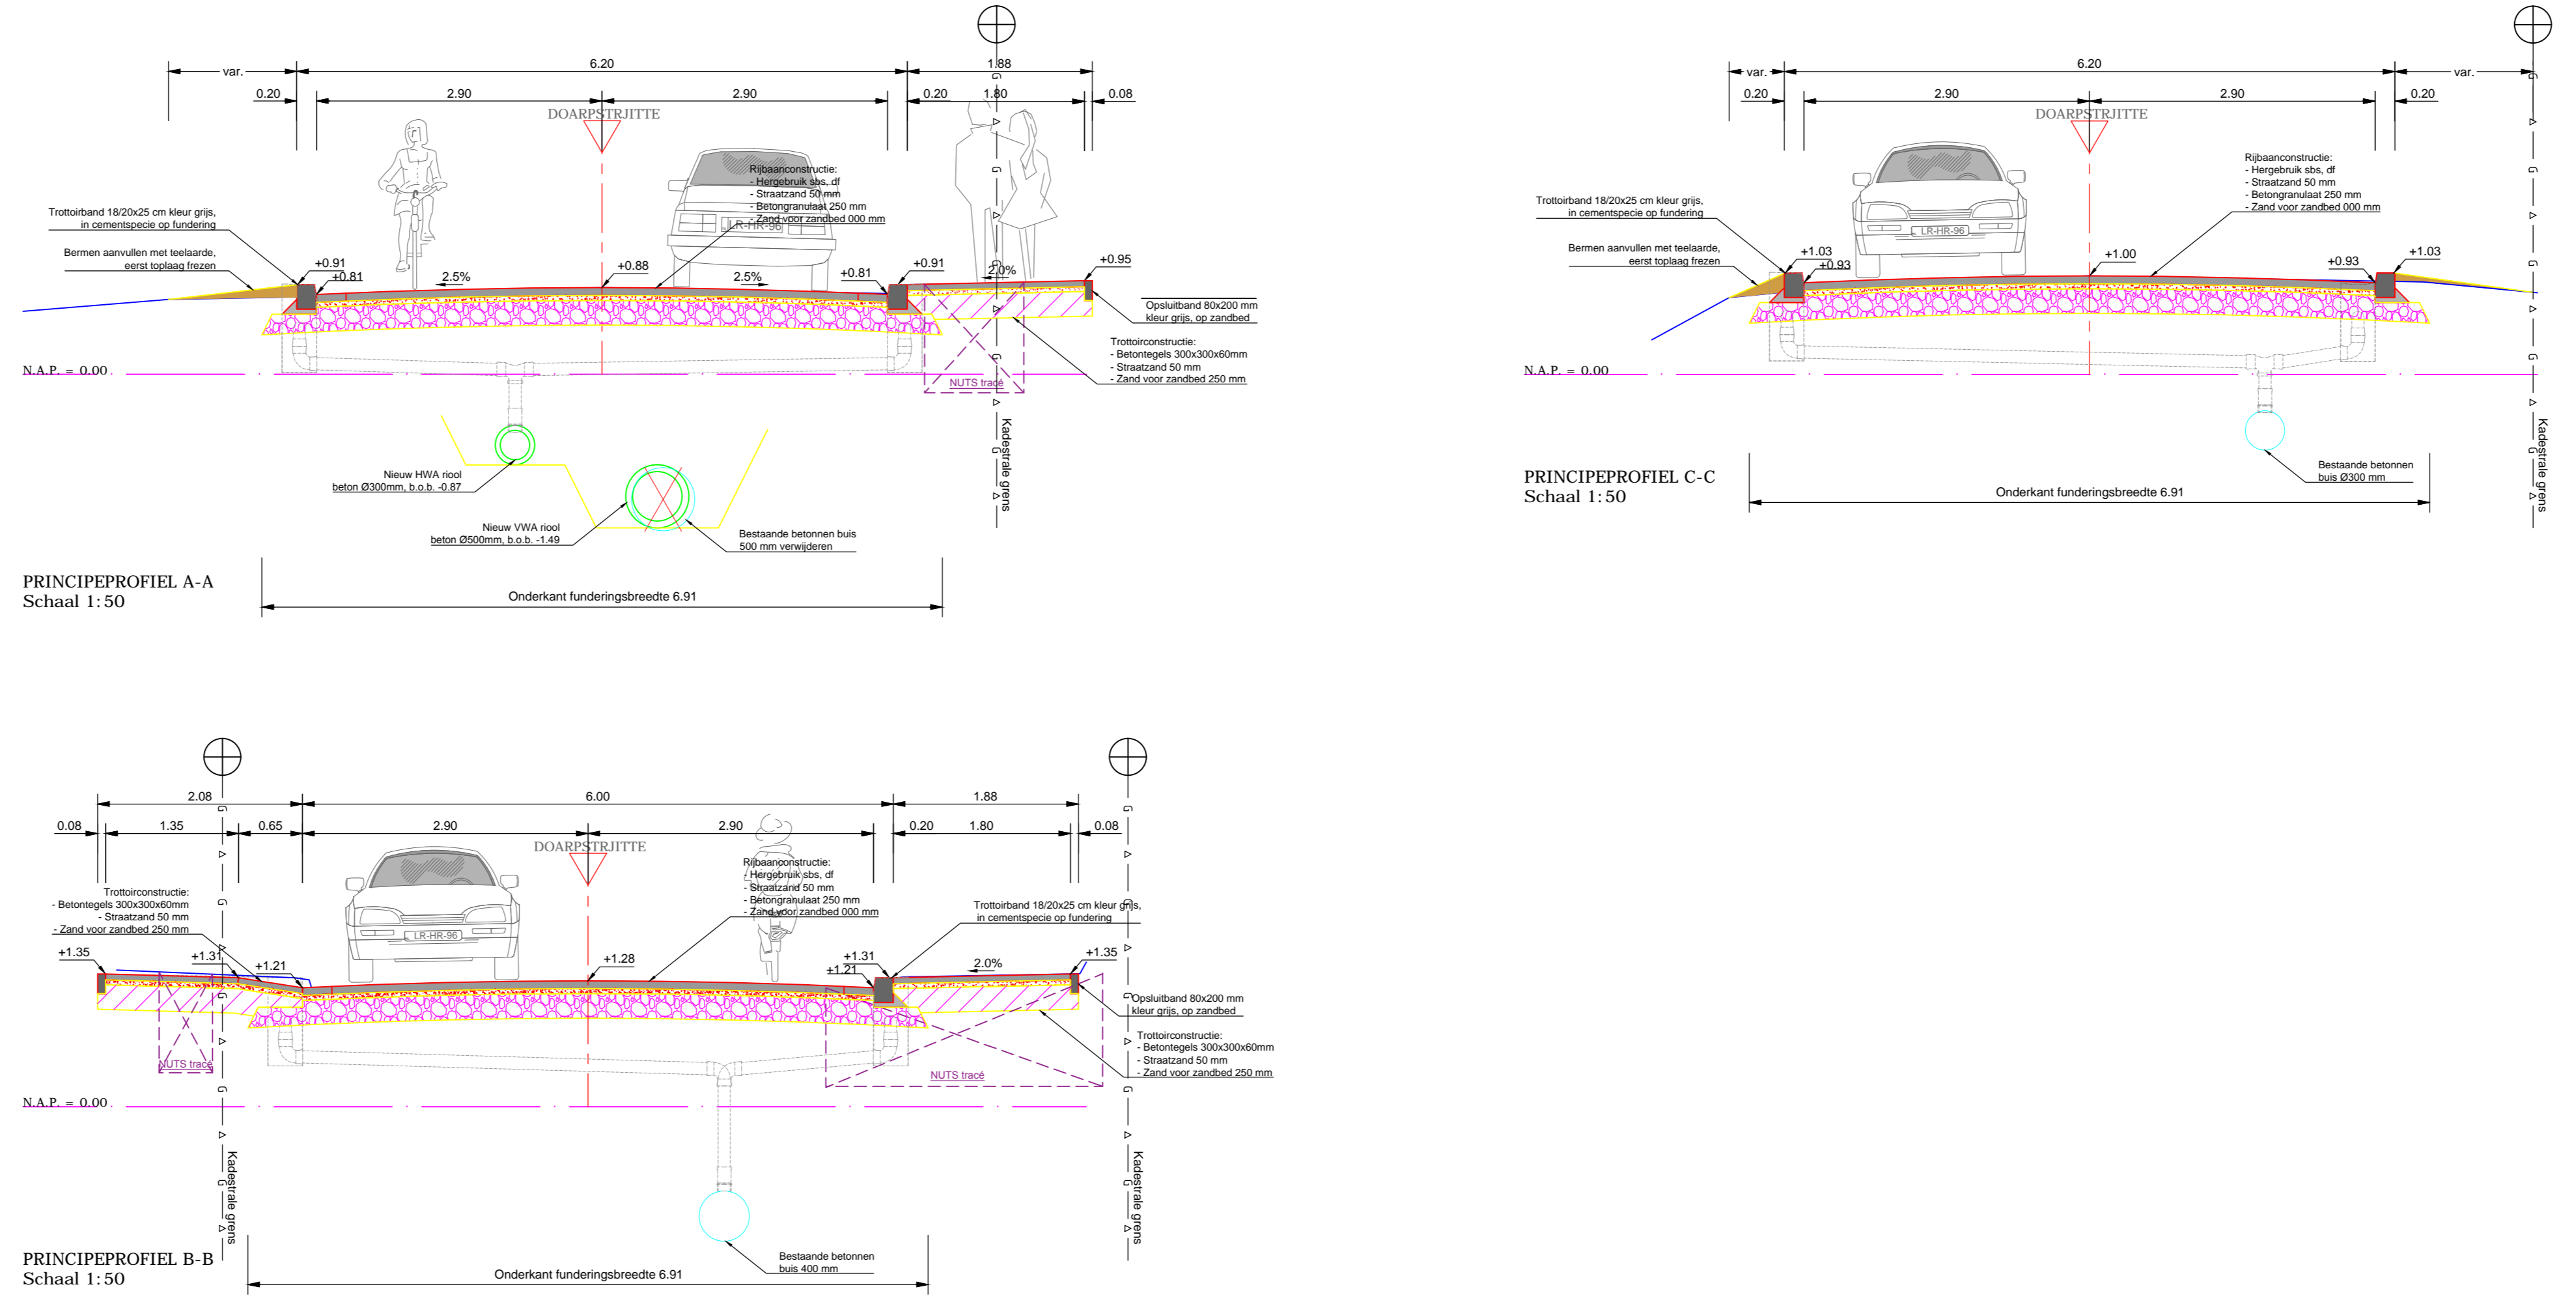 var.
6.20
1.88
0.20
2.90
2.90
0.20
1.80
0.08
DOARPSTRJITTE
Rijbaanconstructie:
- Hergebruik sbs, df
- Straatzand 50 mm
- Betongranulaat 250 mm
- Zand voor zandbed 000 mm
LR-HR-96
Trottoirband 18/20x25 cm kleur grijs,
in cementspecie op fundering
Bermen aanvullen met teelaarde,
eerst toplaag frezen
+0.91
+0.81
2.5%
+0.88
2.5%
+0.81
+0.91
2.0%
+0.95
Opsluitband 80x200 mm
kleur grijs, op zandbed
Trottoirconstructie:
- Betontegels 300x300x60mm
- Straatzand 50 mm
- Zand voor zandbed 250 mm
N.A.P. = 0.00
NUTS tracé
G
G
G
G
G
Kadestrale grens
Nieuw HWA riool
beton Ø300mm, b.o.b. -0.87
Nieuw VWA riool
beton Ø500mm, b.o.b. -1.49
Bestaande betonnen buis
500 mm verwijderen
PRINCIPEPROFIEL A-A
Schaal 1:50
Onderkant funderingsbreedte 6.91
var.
6.20
var.
0.20
2.90
2.90
0.20
DOARPSTRJITTE
Rijbaanconstructie:
- Hergebruik sbs, df
- Straatzand 50 mm
- Betongranulaat 250 mm
- Zand voor zandbed 000 mm
LR-HR-96
Trottoirband 18/20x25 cm kleur grijs,
in cementspecie op fundering
Bermen aanvullen met teelaarde,
eerst toplaag frezen
+1.03
+0.93
+1.00
+0.93
+1.03
N.A.P. = 0.00
G
G
G
G
G
Kadestrale grens
Bestaande betonnen
buis Ø300 mm
PRINCIPEPROFIEL C-C
Schaal 1:50
Onderkant funderingsbreedte 6.91
2.08
6.00
1.88
0.08
1.35
0.65
2.90
2.90
0.20
1.80
0.08
DOARPSTRJITTE
Rijbaanconstructie:
- Hergebruik sbs, df
- Straatzand 50 mm
- Betongranulaat 250 mm
- Zand voor zandbed 000 mm
Trottoirconstructie:
- Betontegels 300x300x60mm
- Straatzand 50 mm
- Zand voor zandbed 250 mm
LR-HR-96
Trottoirband 18/20x25 cm kleur grijs,
in cementspecie op fundering
+1.35
+1.31
+1.21
+1.28
+1.31
+1.21
2.0%
+1.35
Opsluitband 80x200 mm
kleur grijs, op zandbed
Trottoirconstructie:
- Betontegels 300x300x60mm
- Straatzand 50 mm
- Zand voor zandbed 250 mm
NUTS tracé
NUTS tracé
N.A.P. = 0.00
G
G
G
G
G
Kadestrale grens
G
G
G
G
G
Kadestrale grens
Bestaande betonnen
buis 400 mm
PRINCIPEPROFIEL B-B
Schaal 1:50
Onderkant funderingsbreedte 6.91